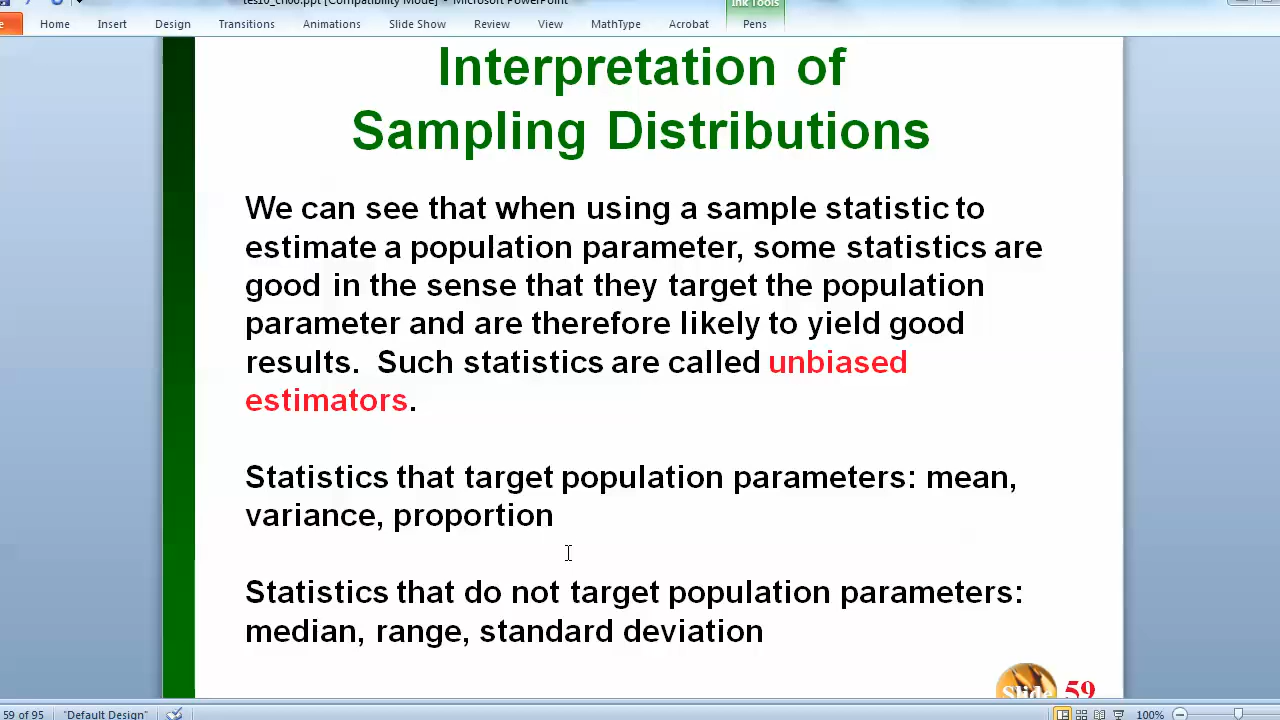 tes10_ch06.ppt [Compatibility Mode] - Microsoft PowerPoint
Ink Tools
Home Insert Design Transitions Animations Slide Show Review View MathType Acrobat Pens
Interpretation of
Sampling Distributions
We can see that when using a sample statistic to
estimate a population parameter, some statistics are
good in the sense that they target the population
parameter and are therefore likely to yield good
results. Such statistics are called unbiased
estimators.
Statistics that target population parameters: mean,
variance, proportion
Statistics that do not target population parameters:
median, range, standard deviation
Slide 59
59 of 95 "Default Design" 100%